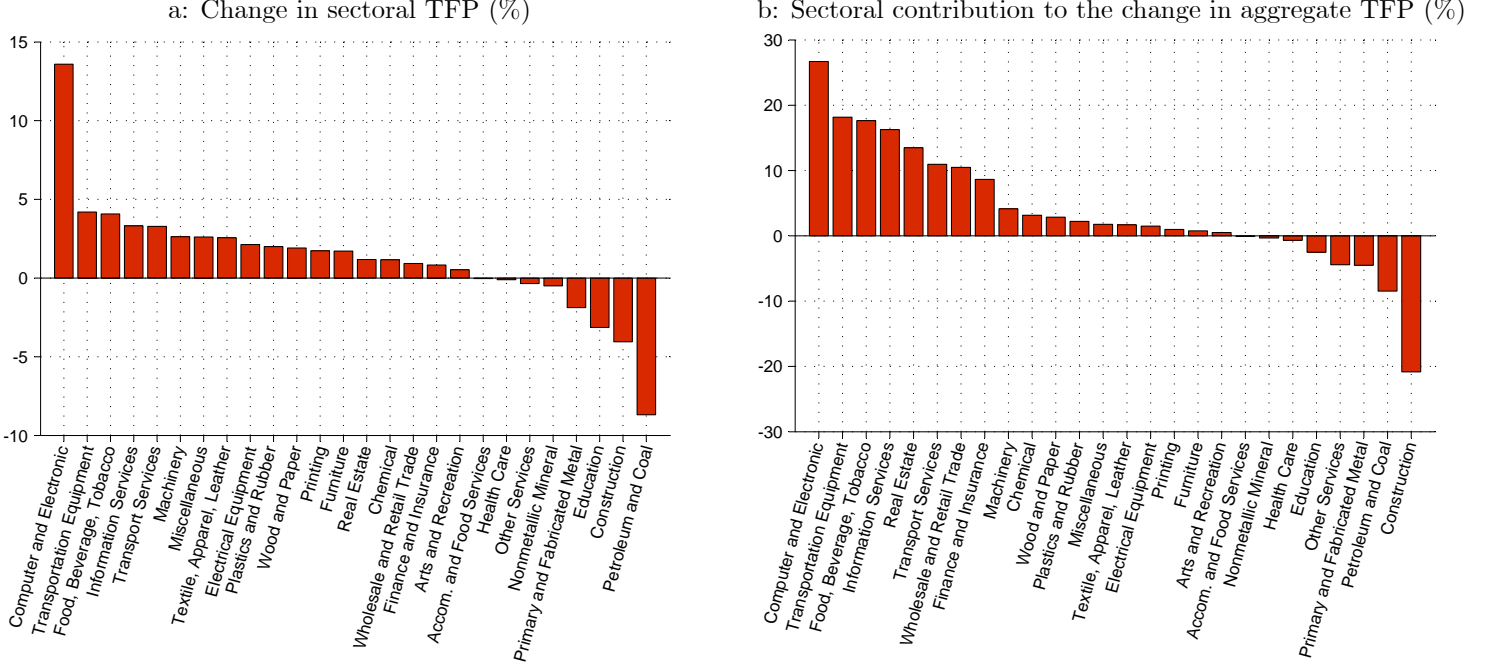 a: Change in sectoral TFP (%)
15
10
5
0
-5
-10
Computer and Electronic
Transportation Equipment
Food, Beverage, Tobacco
Information Services
Transport Services
Machinery
Miscellaneous
Textile, Apparel, Leather
Electrical Equipment
Plastics and Rubber
Wood and Paper
Printing
Furniture
Real Estate
Chemical
Wholesale and Retail Trade
Finance and Insurance
Arts and Recreation
Accom. and Food Services
Health Care
Other Services
Nonmetallic Mineral
Primary and Fabricated Metal
Education
Construction
Petroleum and Coal
b: Sectoral contribution to the change in aggregate TFP (%)
30
20
10
0
-10
-20
-30
Computer and Electronic
Transportation Equipment
Food, Beverage, Tobacco
Information Services
Real Estate
Transport Services
Wholesale and Retail Trade
Finance and Insurance
Machinery
Chemical
Wood and Paper
Plastics and Rubber
Miscellaneous
Textile, Apparel, Leather
Electrical Equipment
Printing
Furniture
Arts and Recreation
Accom. and Food Services
Nonmetallic Mineral
Health Care
Education
Other Services
Primary and Fabricated Metal
Petroleum and Coal
Construction